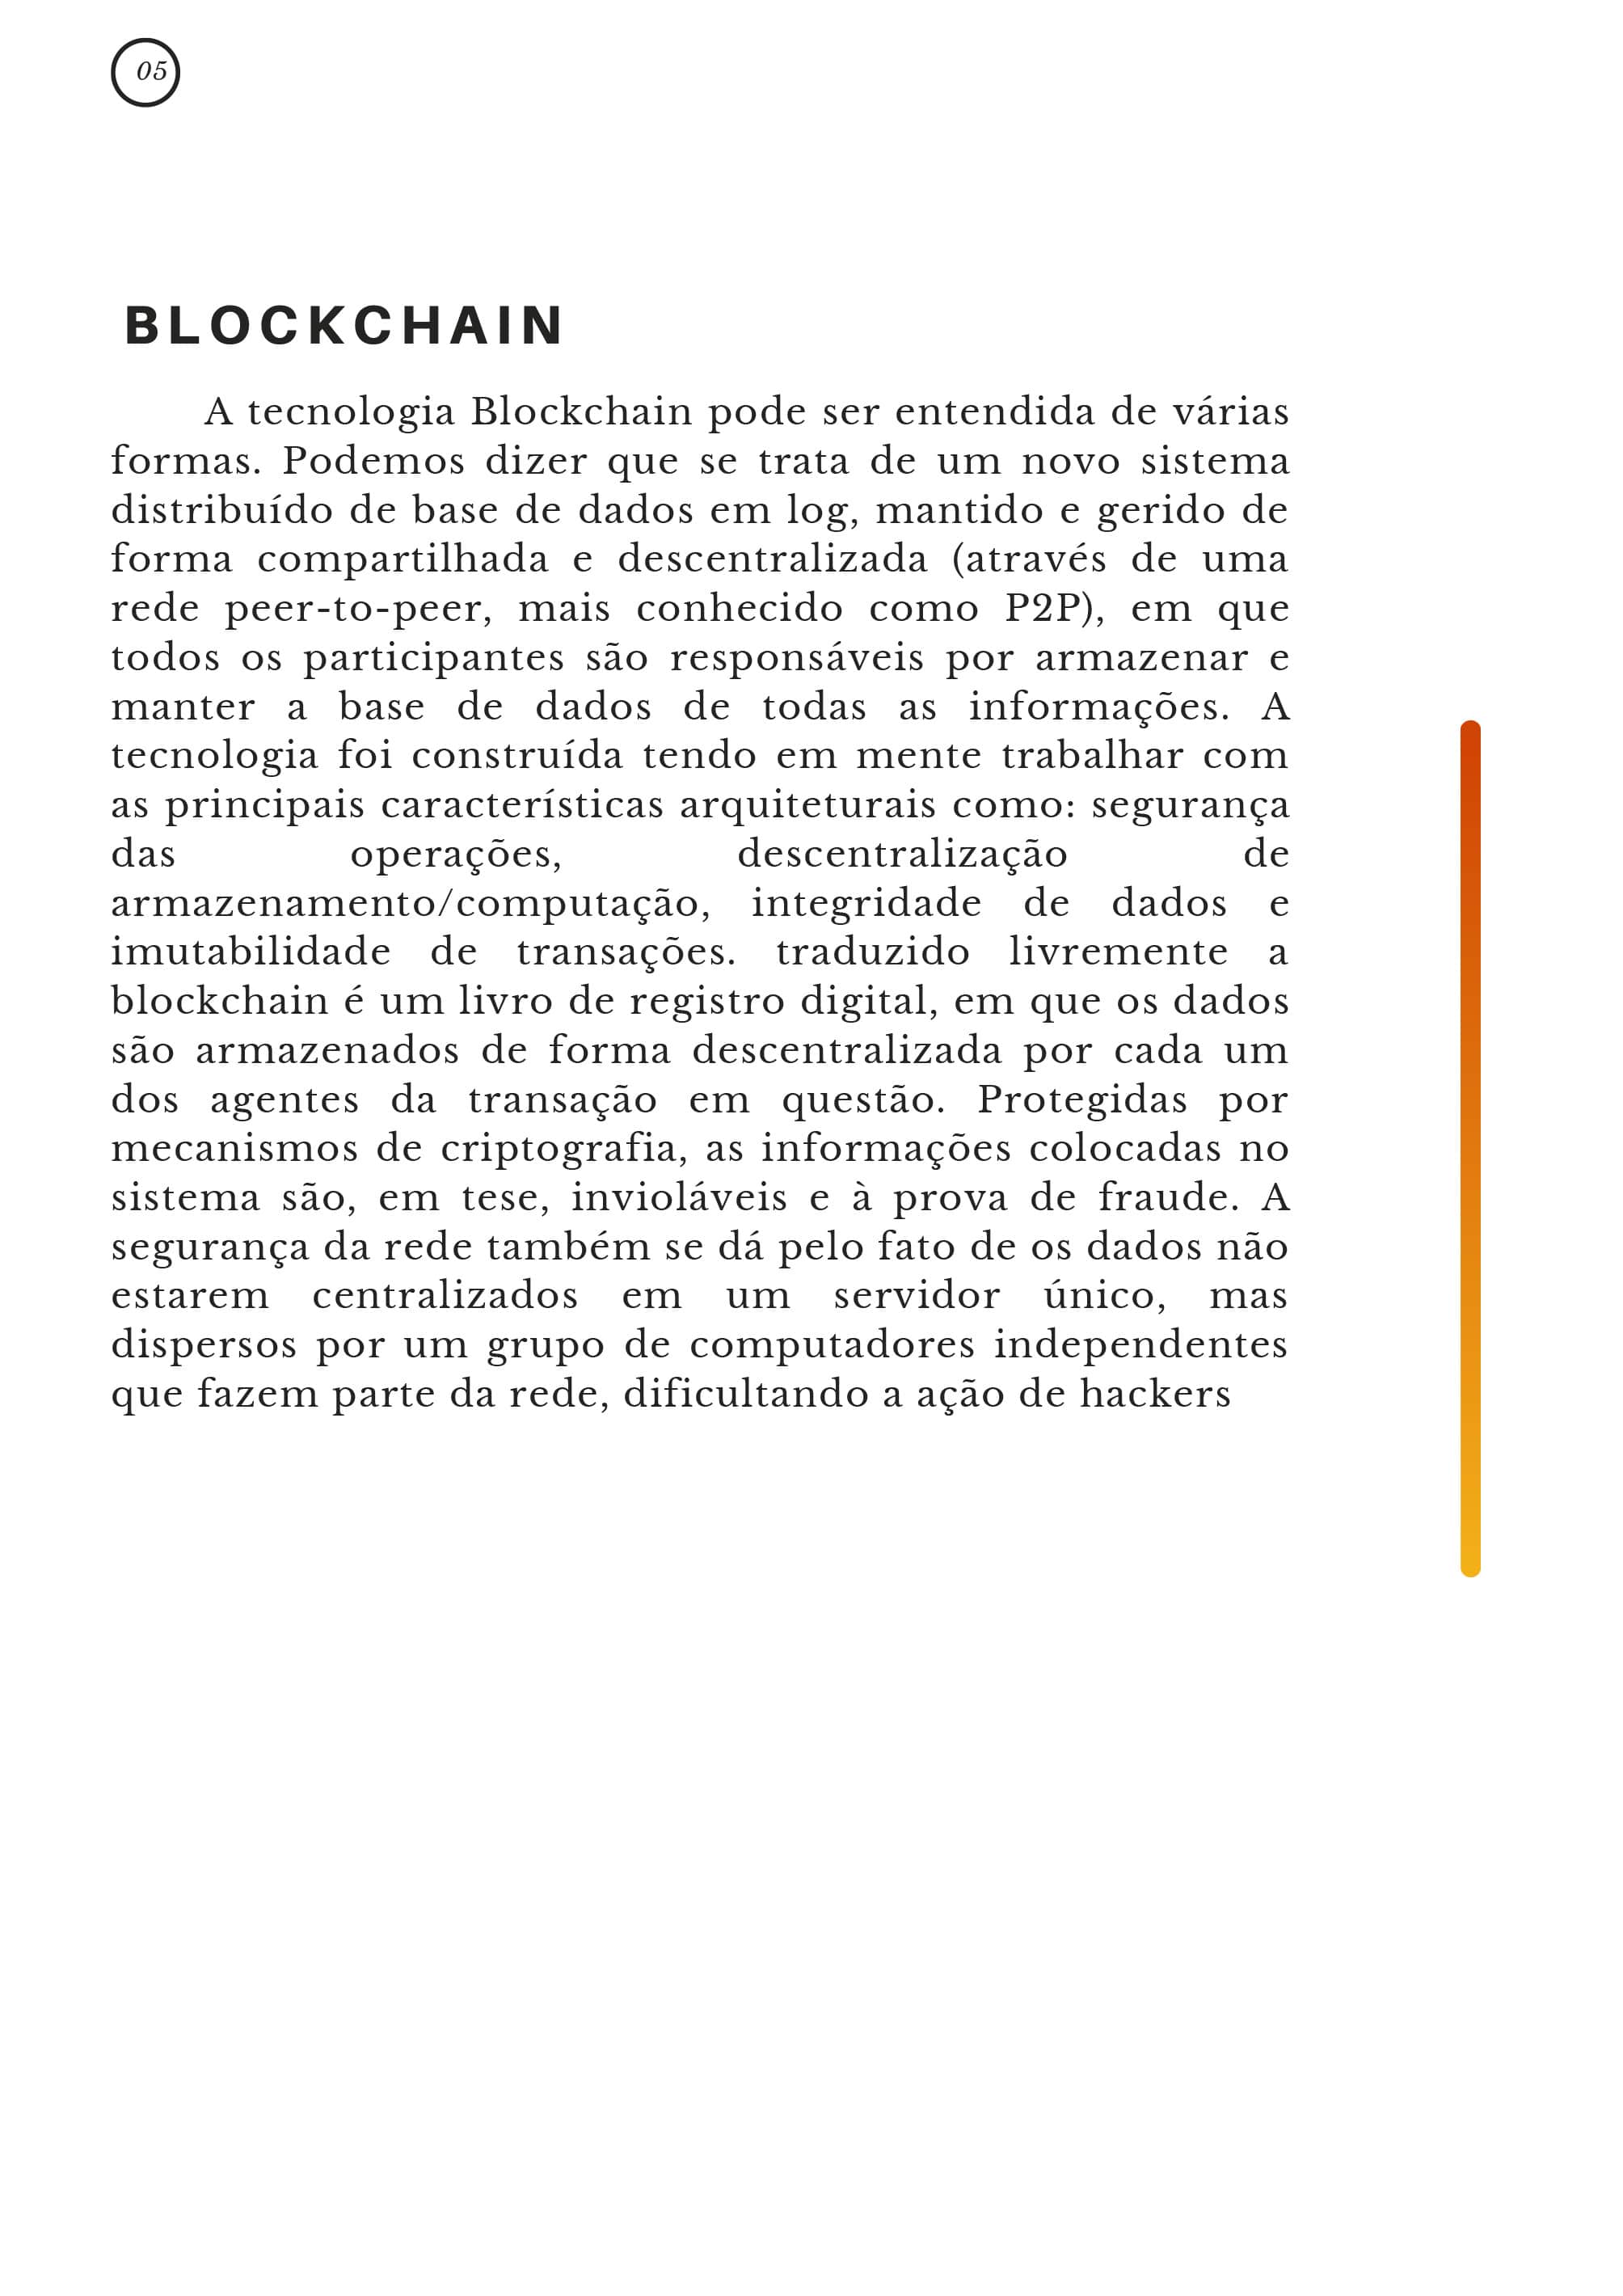 05
BLOCKCHAIN
A tecnologia Blockchain pode ser entendida de várias
formas. Podemos dizer que se trata de um novo sistema
distribuído de base de dados em log, mantido e gerido de
forma compartilhada e descentralizada (através de uma
rede peer-to-peer, mais conhecido como P2P), em que
todos os participantes são responsáveis por armazenar e
manter a base de dados de todas as informações. A
tecnologia foi construída tendo em mente trabalhar com
as principais características arquiteturais como: segurança
das operações, descentralização de
armazenamento/computação, integridade de dados e
imutabilidade de transações. traduzido livremente a
blockchain é um livro de registro digital, em que os dados
são armazenados de forma descentralizada por cada um
dos agentes da transação em questão. Protegidas por
mecanismos de criptografia, as informações colocadas no
sistema são, em tese, invioláveis e à prova de fraude. A
segurança da rede também se dá pelo fato de os dados não
estarem centralizados em um servidor único, mas
dispersos por um grupo de computadores independentes
que fazem parte da rede, dificultando a ação de hackers